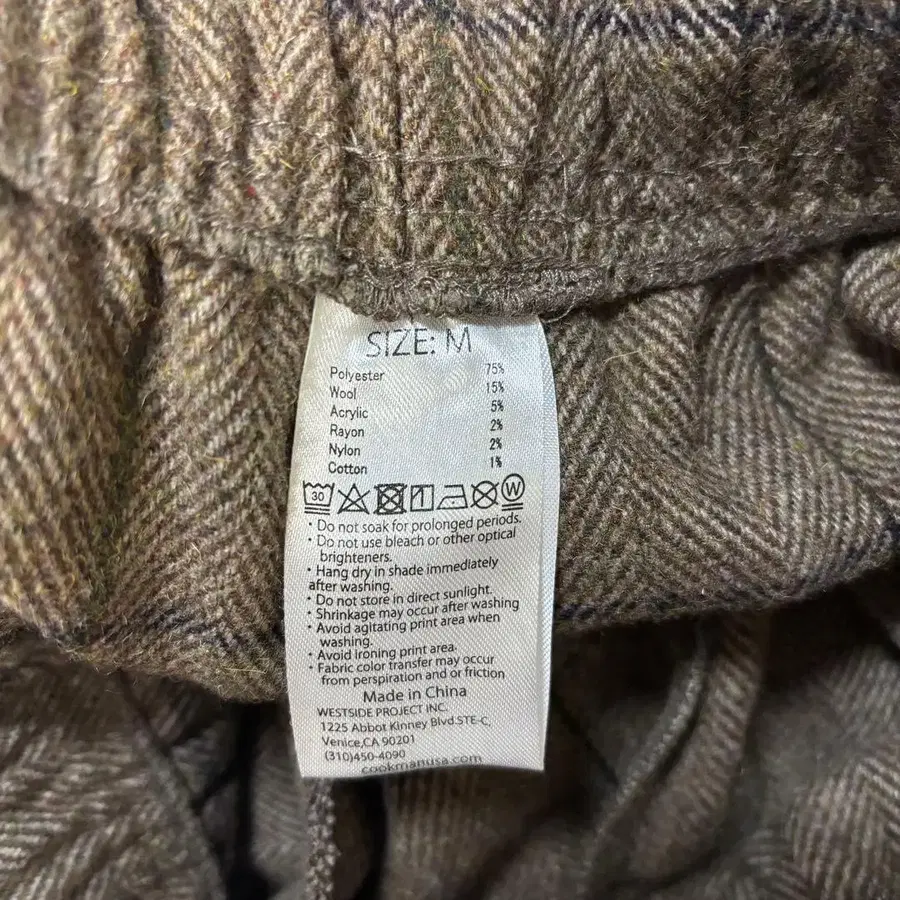 SIZE: M
Polyester 75%
Wool 15%
Acrylic 5%
Rayon 2%
Nylon 2%
Cotton 1%
30 W
• Do not soak for prolonged periods.
• Do not use bleach or other optical
brighteners.
• Hang dry in shade immediately
after washing.
• Do not store in direct sunlight.
• Shrinkage may occur after washing
• Avoid agitating print area when
washing.
• Avoid ironing print area.
• Fabric color transfer may occur
from perspiration and or friction
Made in China
WESTSIDE PROJECT INC.
1225 Abbot Kinney Blvd.STE-C,
Venice,CA 90201
(310)450-4090
cookmanusa.com